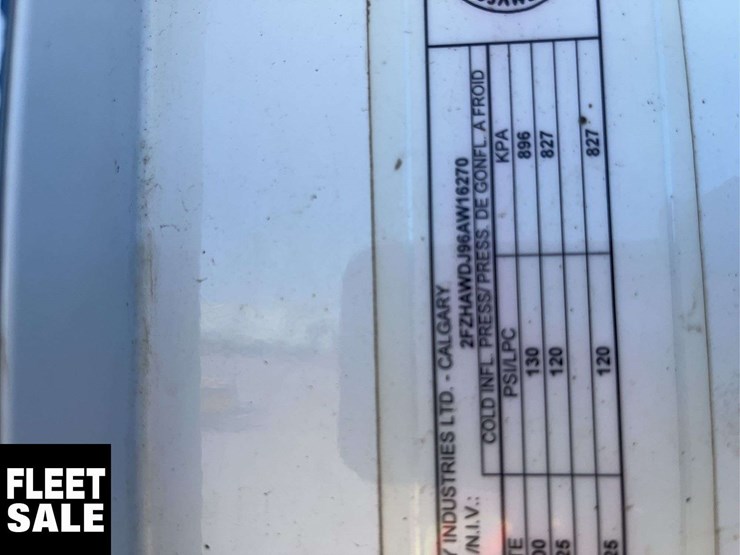 Y INDUSTRIES LTD. - CALGARY
/N.I.V.: 2FZHAWDJ96AW16270
COLD INFL. PRESS/ PRESS. DE GONFL. A FROID
TE PSI/LPC KPA
00 130 896
25 120 827
25 120 827
FLEET
SALE